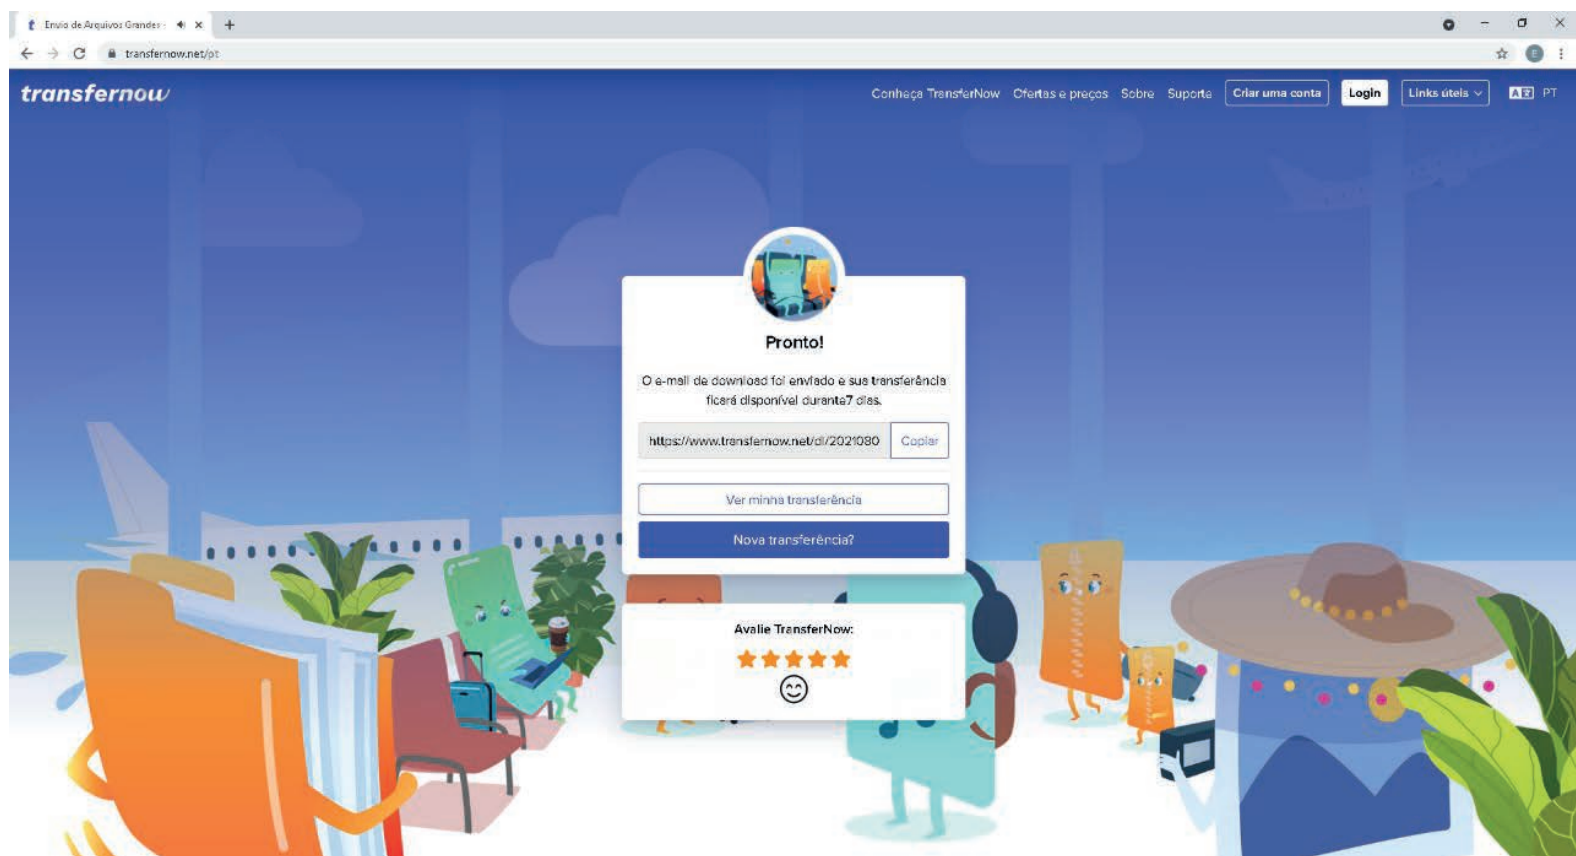 Envio de Arquivos Grandes -
transfernow.net/pt
E
transfernow
Conheça TransferNow Ofertas e preços Sobre Suporte Criar uma conta Login Links úteis PT
Pronto!
O e-mail de download foi enviado e sua transferência
ficará disponível durante7 dias.
https://www.transfernow.net/dl/2021080 Copiar
Ver minha transferência
Nova transferência?
Avalie TransferNow: